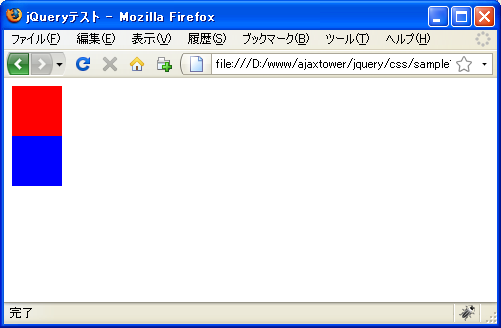 jQueryテスト - Mozilla Firefox
ファイル(F) 編集(E) 表示(V) 履歴(S) ブックマーク(B) ツール(T) ヘルプ(H)
file:///D:/www/ajaxtower/jquery/css/sample
完了